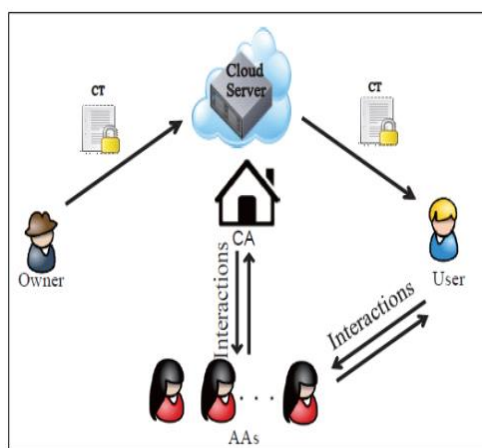 CT
Cloud
Server
CT
CA
Owner
User
Interactions
Interactions
. . .
AAs